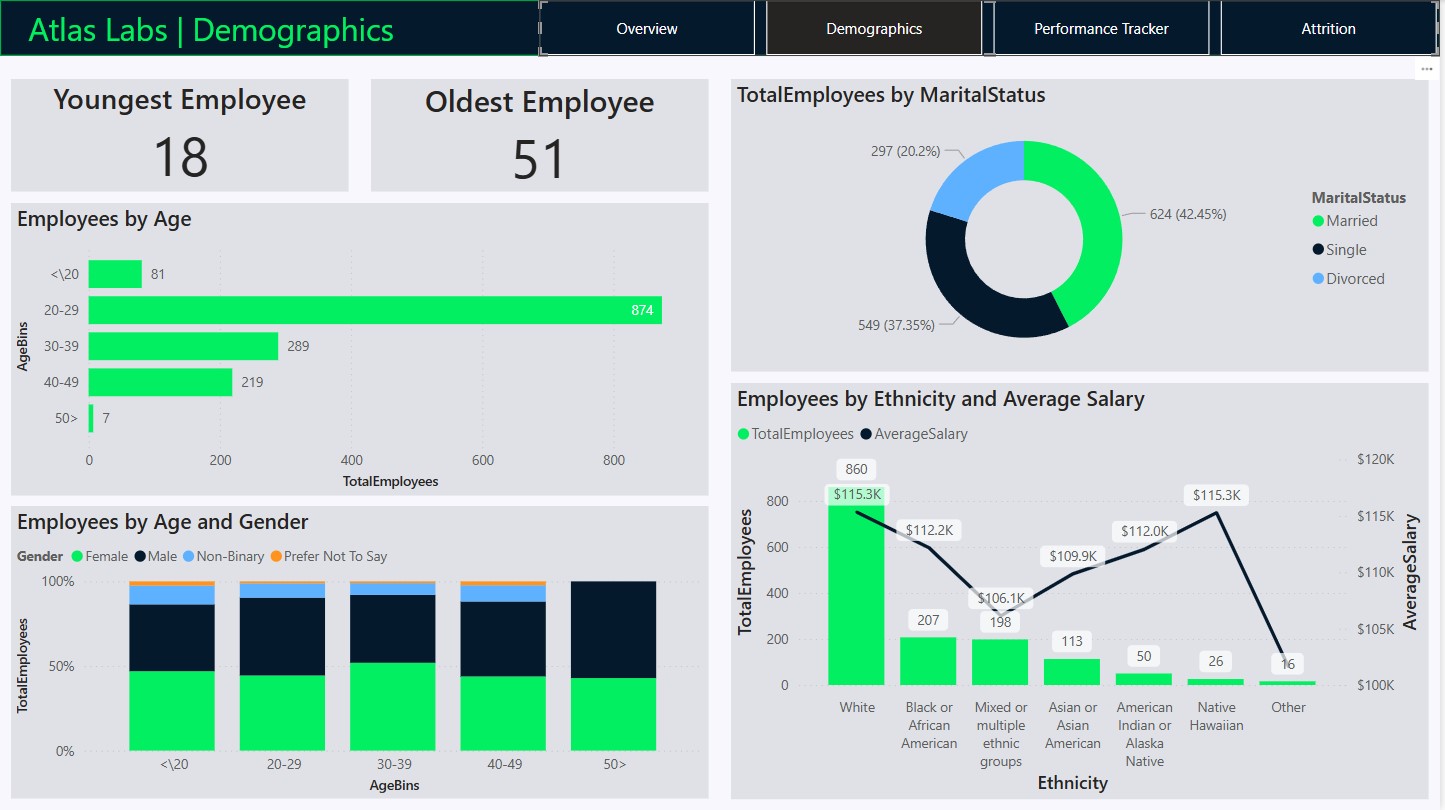 Atlas Labs | Demographics
Overview
Demographics
Performance Tracker
Attrition
Youngest Employee
18
Oldest Employee
51
Employees by Age
AgeBins
<\20
81
20-29
874
30-39
289
40-49
219
50>
7
0
200
400
600
800
TotalEmployees
Employees by Age and Gender
Gender Female Male Non-Binary Prefer Not To Say
TotalEmployees
100%
50%
0%
<\20
20-29
30-39
40-49
50>
AgeBins
TotalEmployees by MaritalStatus
297 (20.2%)
624 (42.45%)
549 (37.35%)
MaritalStatus
Married
Single
Divorced
Employees by Ethnicity and Average Salary
TotalEmployees AverageSalary
TotalEmployees
800
600
400
200
0
860
$115.3K
207
$112.2K
$106.1K
198
$109.9K
113
$112.0K
50
$115.3K
26
16
$120K
$115K
$110K
$105K
$100K
AverageSalary
White
Black or
African
American
Mixed or
multiple
ethnic
groups
Asian or
Asian
American
American
Indian or
Alaska
Native
Native
Hawaiian
Other
Ethnicity